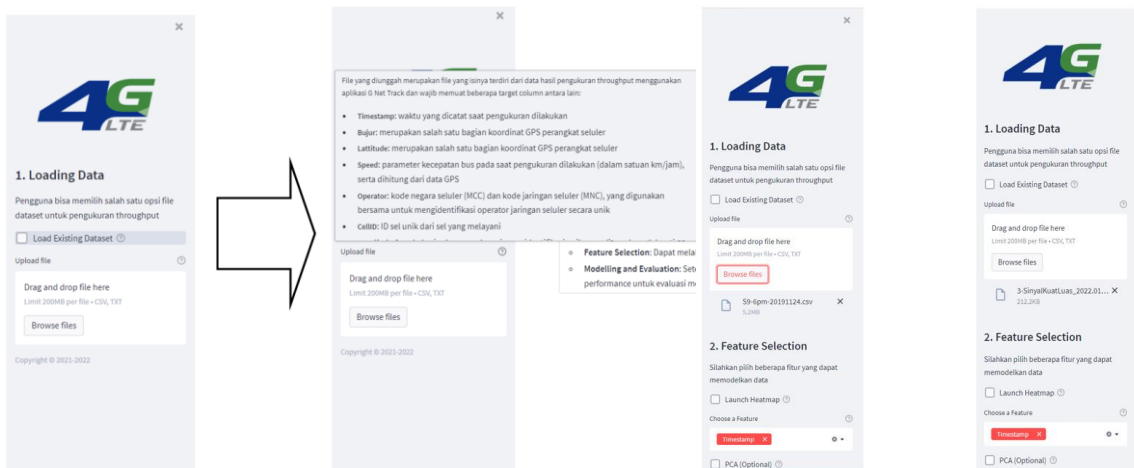 4G
LTE
1. Loading Data
Pengguna bisa memilih salah satu opsi file
dataset untuk pengukuran throughput
Load Existing Dataset
Upload file
Drag and drop file here
Limit 200MB per file • CSV, TXT
Browse files
Copyright © 2021-2022
File yang diunggah merupakan file yang isinya terdiri dari data hasil pengukuran throughput menggunakan
aplikasi G Net Track dan wajib memuat beberapa target column antara lain:
• Timestamp: waktu yang dicatat saat pengukuran dilakukan
• Bujur: merupakan salah satu bagian koordinat GPS perangkat seluler
• Lattitude: merupakan salah satu bagian koordinat GPS perangkat seluler
• Speed: parameter kecepatan bus pada saat pengukuran dilakukan (dalam satuan km/jam),
serta dihitung dari data GPS
• Operator: kode negara seluler (MCC) dan kode jaringan seluler (MNC), yang digunakan
bersama untuk mengidentifikasi operator jaringan seluler secara unik
• CellID: ID sel unik dari sel yang melayani
Upload file
Drag and drop file here
Limit 200MB per file • CSV, TXT
Browse files
Copyright © 2021-2022
Feature Selection: Dapat
Modelling and Evaluation:
performance untuk evaluasi
4G
LTE
1. Loading Data
Pengguna bisa memilih salah satu opsi file
dataset untuk pengukuran throughput
Load Existing Dataset
Upload file
Drag and drop file here
Limit 200MB per file • CSV, TXT
Browse files
S9-6pm-20191124.csv
5.2MB
2. Feature Selection
Silahkan pilih beberapa fitur yang dapat
memodelkan data
Launch Heatmap
Choose a Feature
Timestamp
PCA (Optional)
4G
LTE
1. Loading Data
Pengguna bisa memilih salah satu opsi file
dataset untuk pengukuran throughput
Load Existing Dataset
Upload file
Drag and drop file here
Limit 200MB per file • CSV, TXT
Browse files
3-SinyalKuatLuas_2022.01...
212.2KB
2. Feature Selection
Silahkan pilih beberapa fitur yang dapat
memodelkan data
Launch Heatmap
Choose a Feature
Timestamp
PCA (Optional)